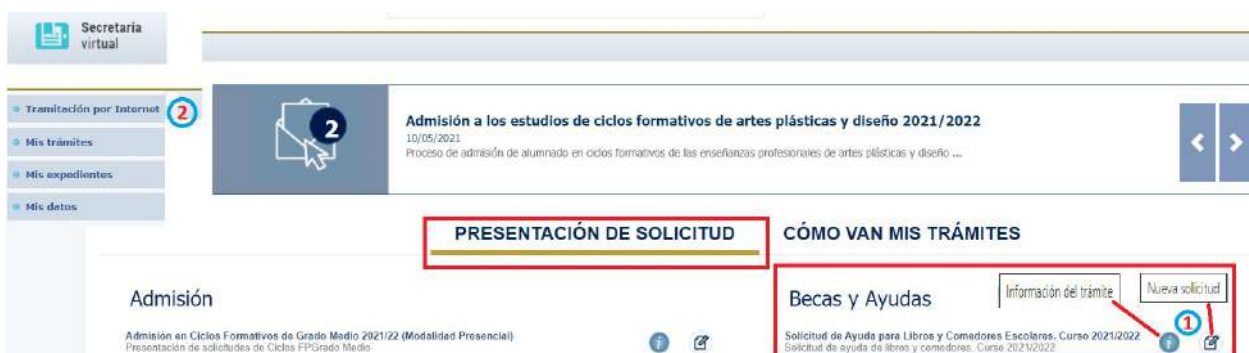 Secretaria
virtual
Tramitación por Internet
2
Mis trámites
Mis expedientes
Mis datos
2
Admisión a los estudios de ciclos formativos de artes plásticas y diseño 2021/2022
10/05/2021
Proceso de admisión de alumnado en ciclos formativos de las enseñanzas profesionales de artes plásticas y diseño ...
PRESENTACIÓN DE SOLICITUD
CÓMO VAN MIS TRÁMITES
Admisión
Admisión en Ciclos Formativos de Grado Medio 2021/22 (Modalidad Presencial)
Presentación de solicitudes de Ciclos FPGrado Medio
Becas y Ayudas
Información del trámite
Nueva solicitud
1
Solicitud de Ayuda para Libros y Comedores Escolares. Curso 2021/2022
Solicitud de ayuda de libros y comedores. Curso 2021/2022